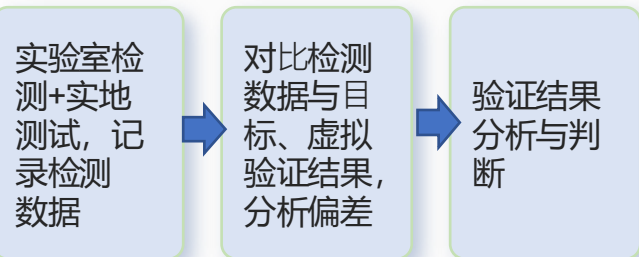 实验室检
测+实地
测试，记
录检测
数据
对比检测
数据与目
标、虚拟
验证结果，
分析偏差
验证结果
分析与判
断